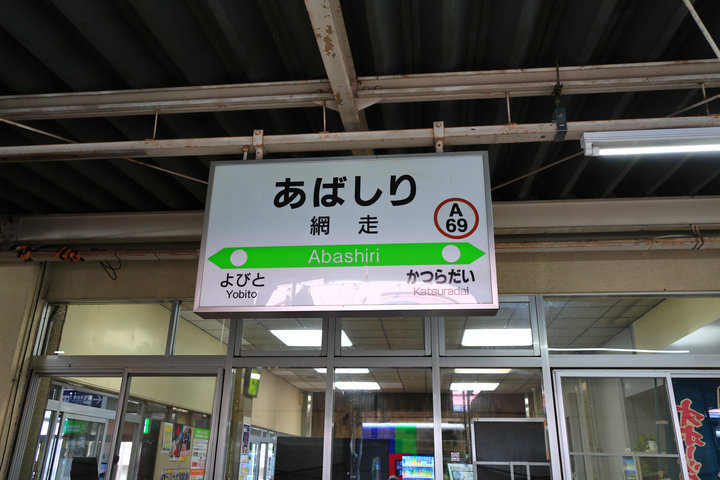 あばしり
網走
A
69
Abashiri
よびと
Yobito
かつらだい
Katsuradai